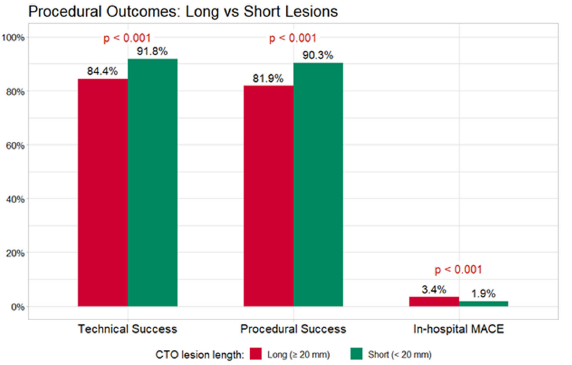 Procedural Outcomes: Long vs Short Lesions
100%
80%
60%
40%
20%
0%
p < 0.001
84.4%
91.8%
p < 0.001
81.9%
90.3%
p < 0.001
3.4%
1.9%
Technical Success
Procedural Success
In-hospital MACE
CTO lesion length: Long (≥ 20 mm) Short (< 20 mm)